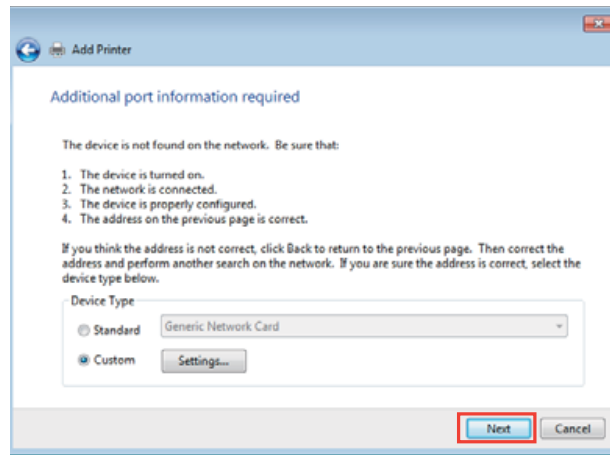 Add Printer
Additional port information required
The device is not found on the network. Be sure that:
1. The device is turned on.
2. The network is connected.
3. The device is properly configured.
4. The address on the previous page is correct.
If you think the address is not correct, click Back to return to the previous page. Then correct the
address and perform another search on the network. If you are sure the address is correct, select the
device type below.
Device Type
Standard Generic Network Card
Custom Settings...
Next Cancel